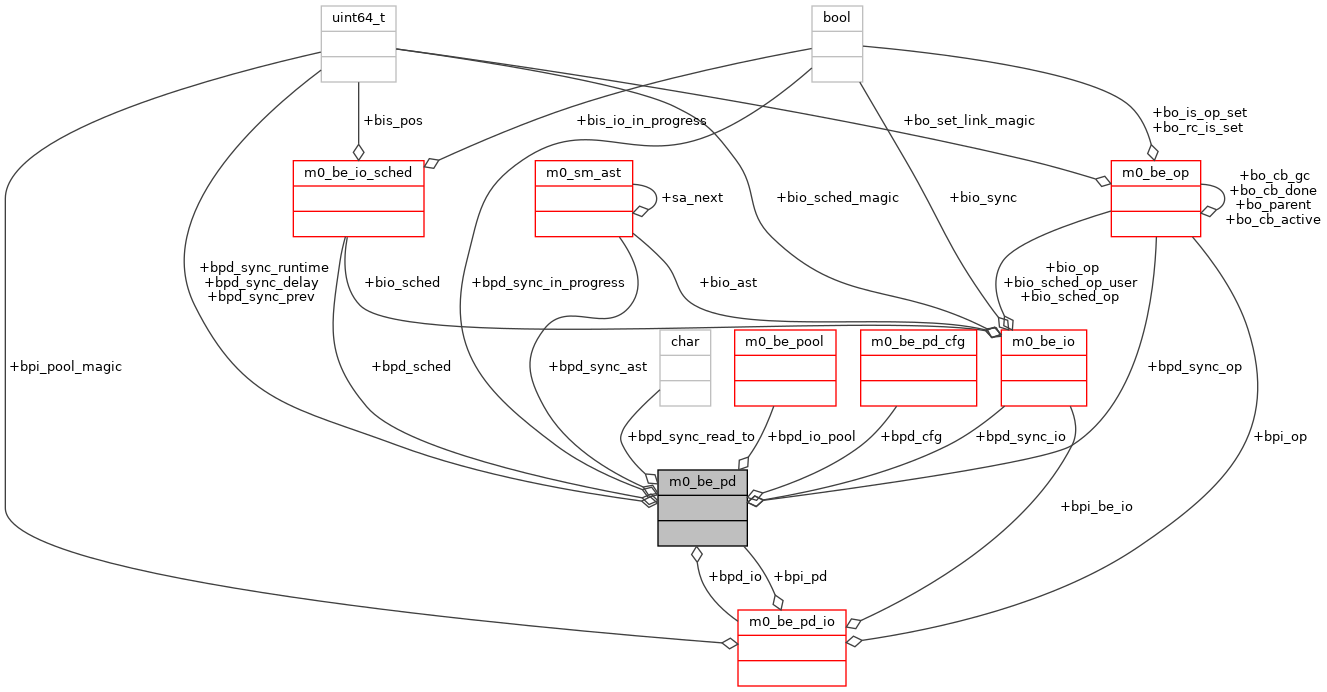 uint64_t
bool
+bis_pos
+bis_io_in_progress
+bo_set_link_magic
+bo_is_op_set
+bo_rc_is_set
m0_be_io_sched
m0_sm_ast
m0_be_op
+sa_next
+bio_sched_magic
+bio_sync
+bo_cb_gc
+bo_cb_done
+bo_parent
+bo_cb_active
+bpd_sync_runtime
+bpd_sync_delay
+bpd_sync_prev
+bio_sched
+bpd_sync_in_progress
+bio_ast
+bio_op
+bio_sched_op_user
+bio_sched_op
char
m0_be_pool
m0_be_pd_cfg
m0_be_io
+bpi_pool_magic
+bpd_sched
+bpd_sync_ast
+bpd_sync_op
+bpd_sync_read_to
+bpd_io_pool
+bpd_cfg
+bpd_sync_io
+bpi_op
m0_be_pd
+bpi_be_io
+bpd_io
+bpi_pd
m0_be_pd_io